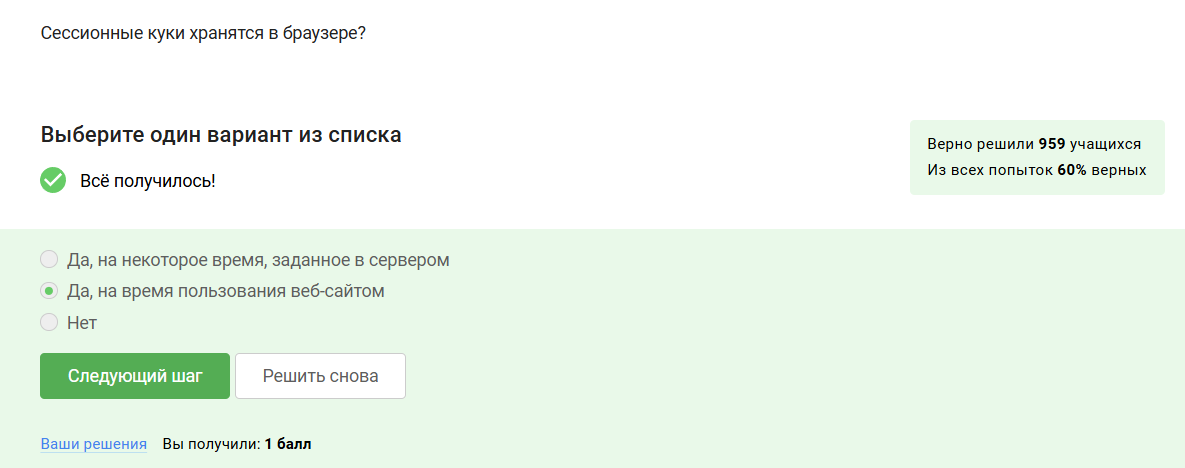 Сессионные куки хранятся в браузере?
Выберите один вариант из списка
Всё получилось!
Верно решили 959 учащихся
Из всех попыток 60% верных
Да, на некоторое время, заданное в сервером
Да, на время пользования веб-сайтом
Нет
Следующий шаг
Решить снова
Ваши решения Вы получили: 1 балл